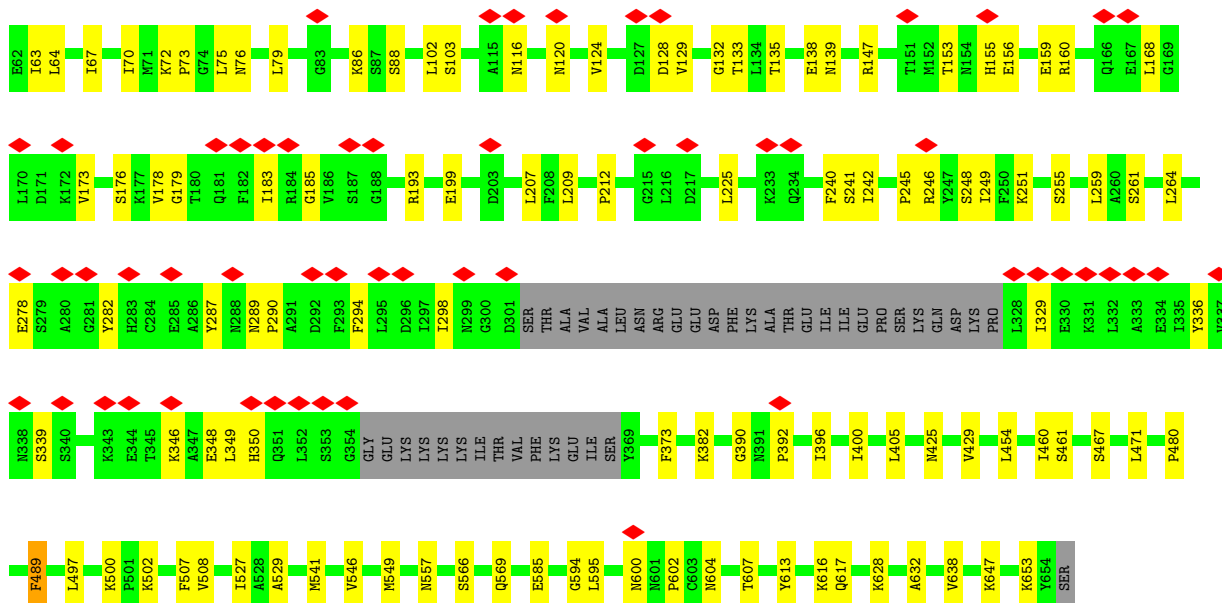 E62 I63 L64 I67 I70 M71 K72 P73 G74 L75 N76 L79 G83 K86 S87 S88 L102 S103 A115 N116 N120 V124 D127 D128 V129 G132 T133 L134 T135 E138 N139 R147 T151 M152 T153 N154 H155 E156 E159 R160 Q166 E167 L168 G169
L170 D171 K172 V173 S176 K177 V178 G179 T180 Q181 F182 I183 R184 G185 V186 S187 G188 R193 E199 D203 L207 F208 L209 P212 G215 L216 D217 L225 K233 Q234 F240 S241 I242 P245 R246 Y247 S248 I249 F250 K251 S255 L259 A260 S261 L264
E278 S279 A280 G281 Y282 H283 C284 E285 A286 Y287 N288 N289 P290 A291 D292 F293 F294 L295 D296 I297 I298 N299 G300 D301 SER THR ALA VAL ALA LEU ASN ARG GLU GLU ASP PHE LYS ALA THR GLU ILE ILE GLU PRO SER LYS GLN ASP LYS PRO L328 I329 E330 K331 L332 A333 E334 I335 Y336 V337
N338 S339 S340 K343 E344 T345 K346 A347 E348 L349 H350 Q351 L352 S353 G354 GLY GLU LYS LYS LYS LYS ILE THR VAL PHE LYS GLU ILE SER Y369 F373 K382 G390 N391 P392 I396 I400 L405 N425 V429 L454 I460 S461 S467 L471 P480
F489 L497 K500 P501 K502 F507 V508 I527 A528 A529 M541 V546 M549 N557 S566 Q569 E585 G594 L595 N600 N601 P602 C603 N604 T607 Y613 K616 Q617 K628 A632 V638 K647 K653 Y654 SER